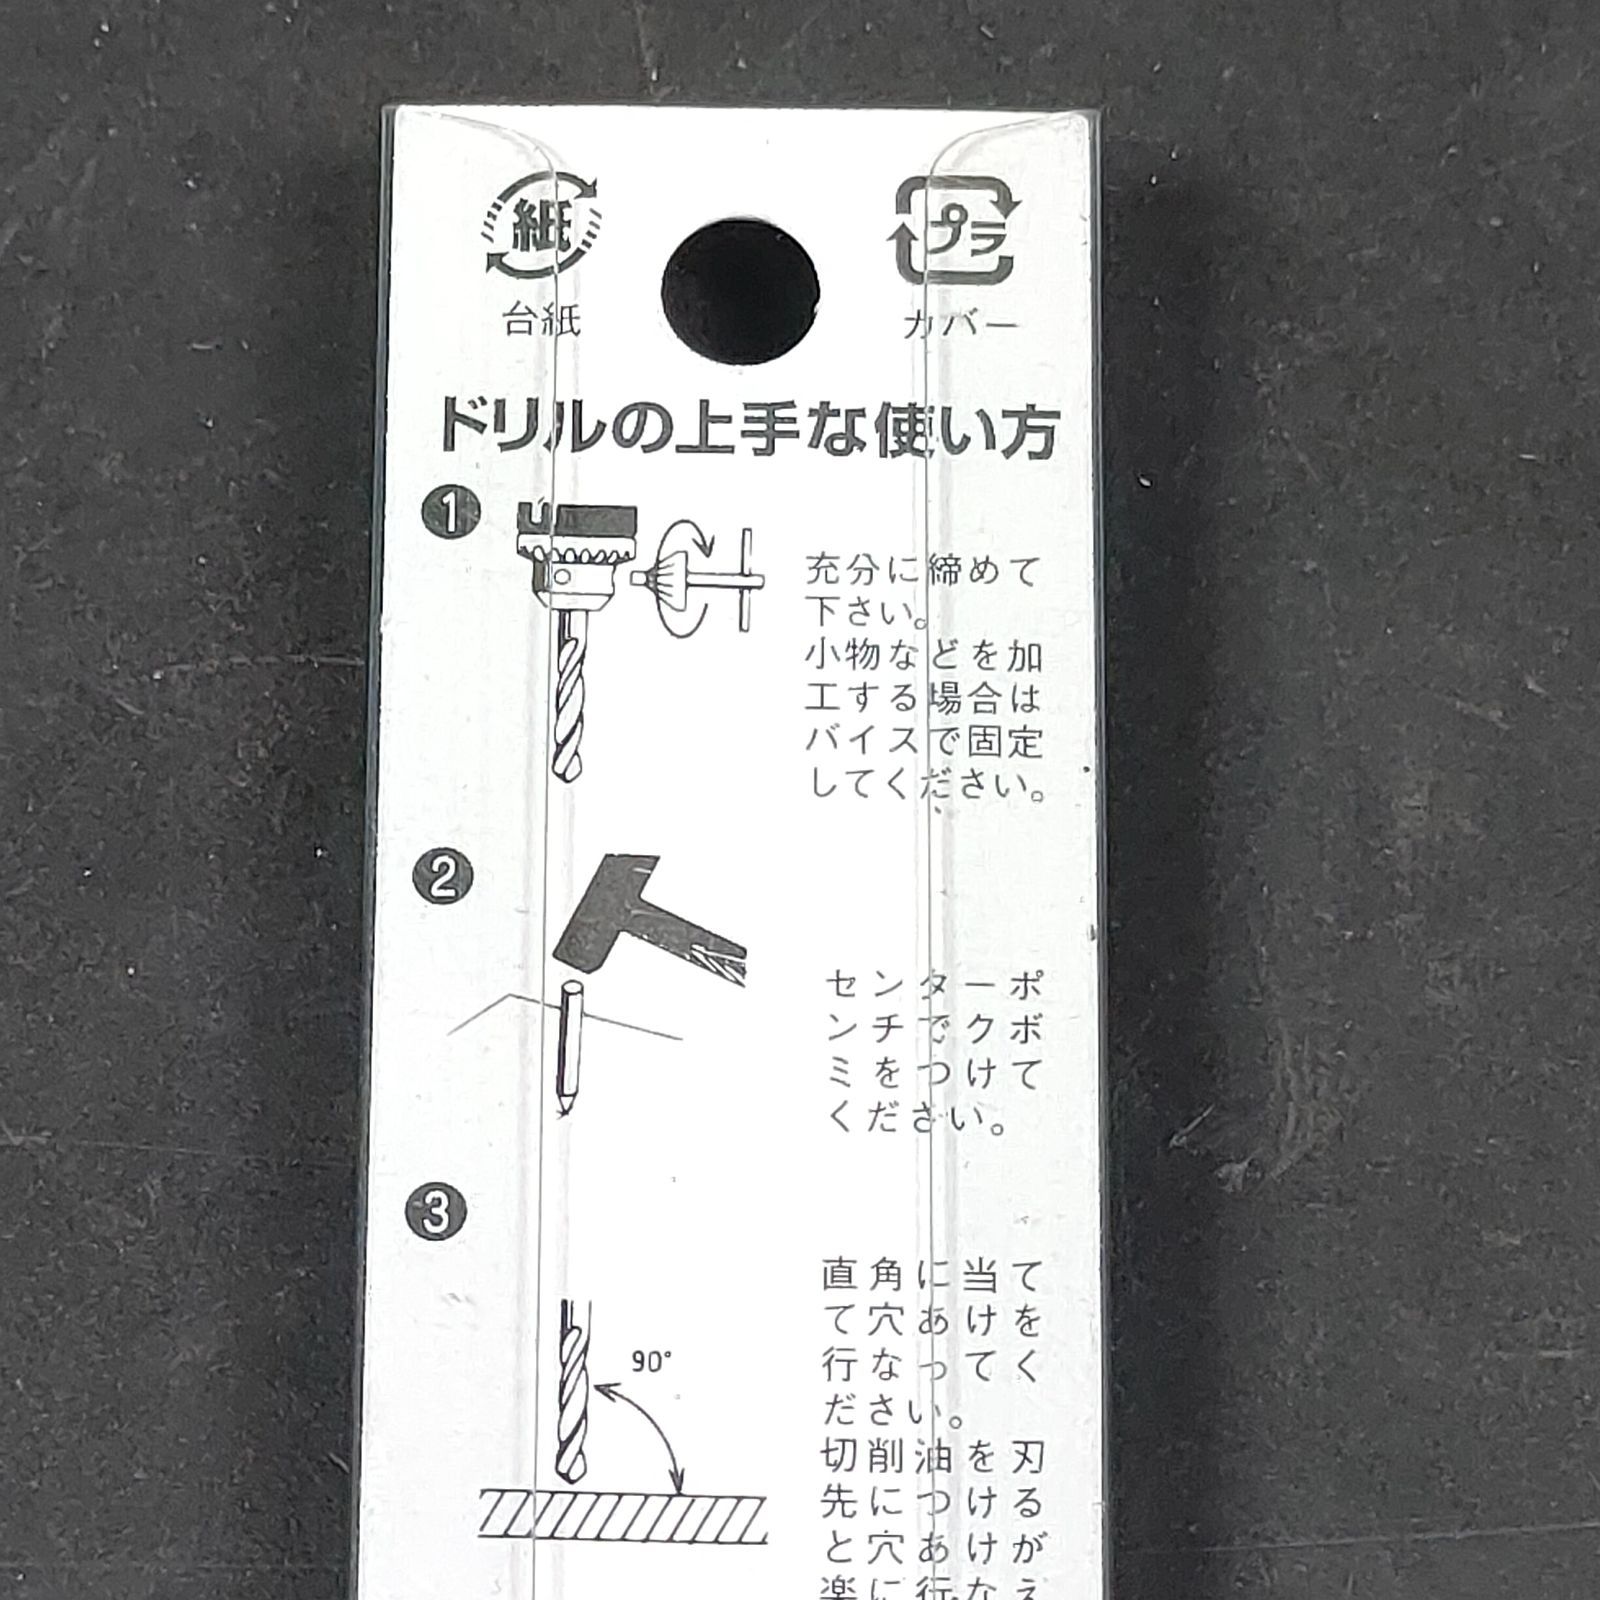 紙
プラ
台紙
カバー
ドリルの上手な使い方
1
充分に締めて
下さい。
小物などを加
工する場合は
バイスで固定
してください。
2
センターポ
ンチでクボ
ミをつけて
ください。
3
直角に当て
て穴あけを
行なってく
ださい。
90°
切削油を刃
先につける
と穴あけが
楽に行なえ